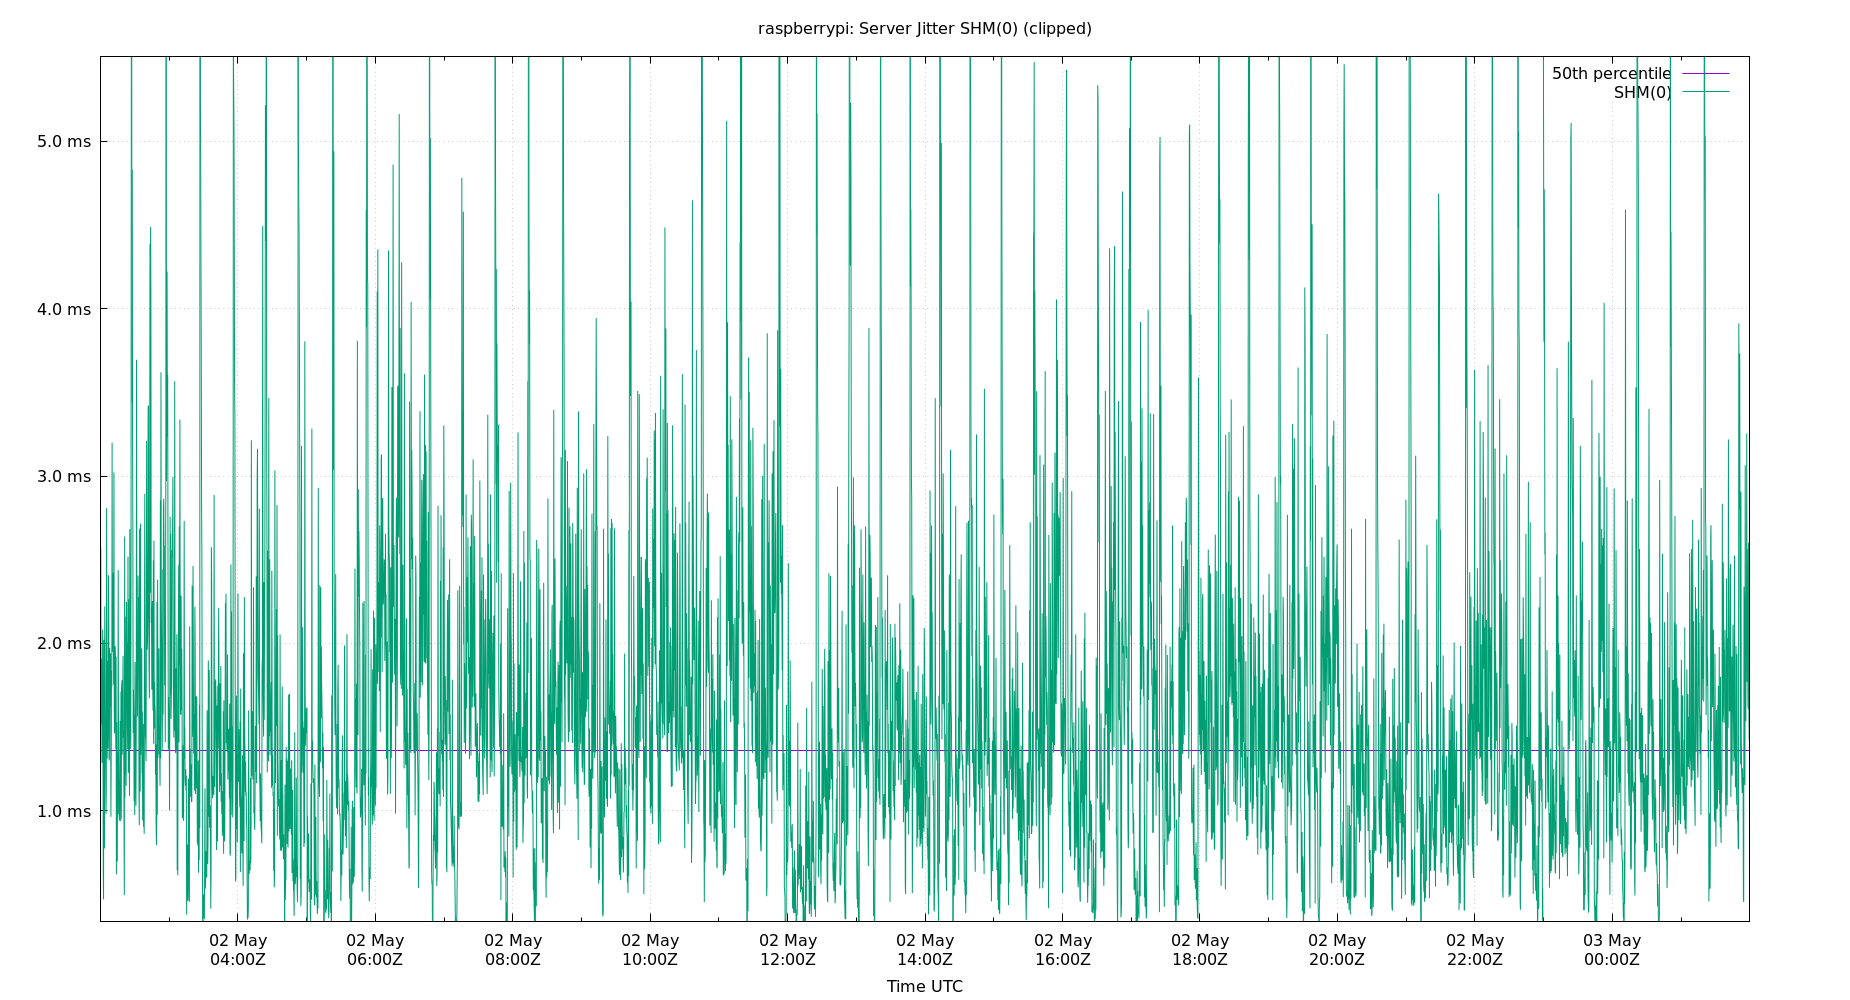 raspberrypi: Server Jitter SHM(0) (clipped)
50th percentile
SHM(0)
5.0 ms
4.0 ms
3.0 ms
2.0 ms
1.0 ms
02 May 02 May 02 May 02 May 02 May 02 May 02 May 02 May 02 May 02 May 03 May
04:00Z 06:00Z 08:00Z 10:00Z 12:00Z 14:00Z 16:00Z 18:00Z 20:00Z 22:00Z 00:00Z
Time UTC